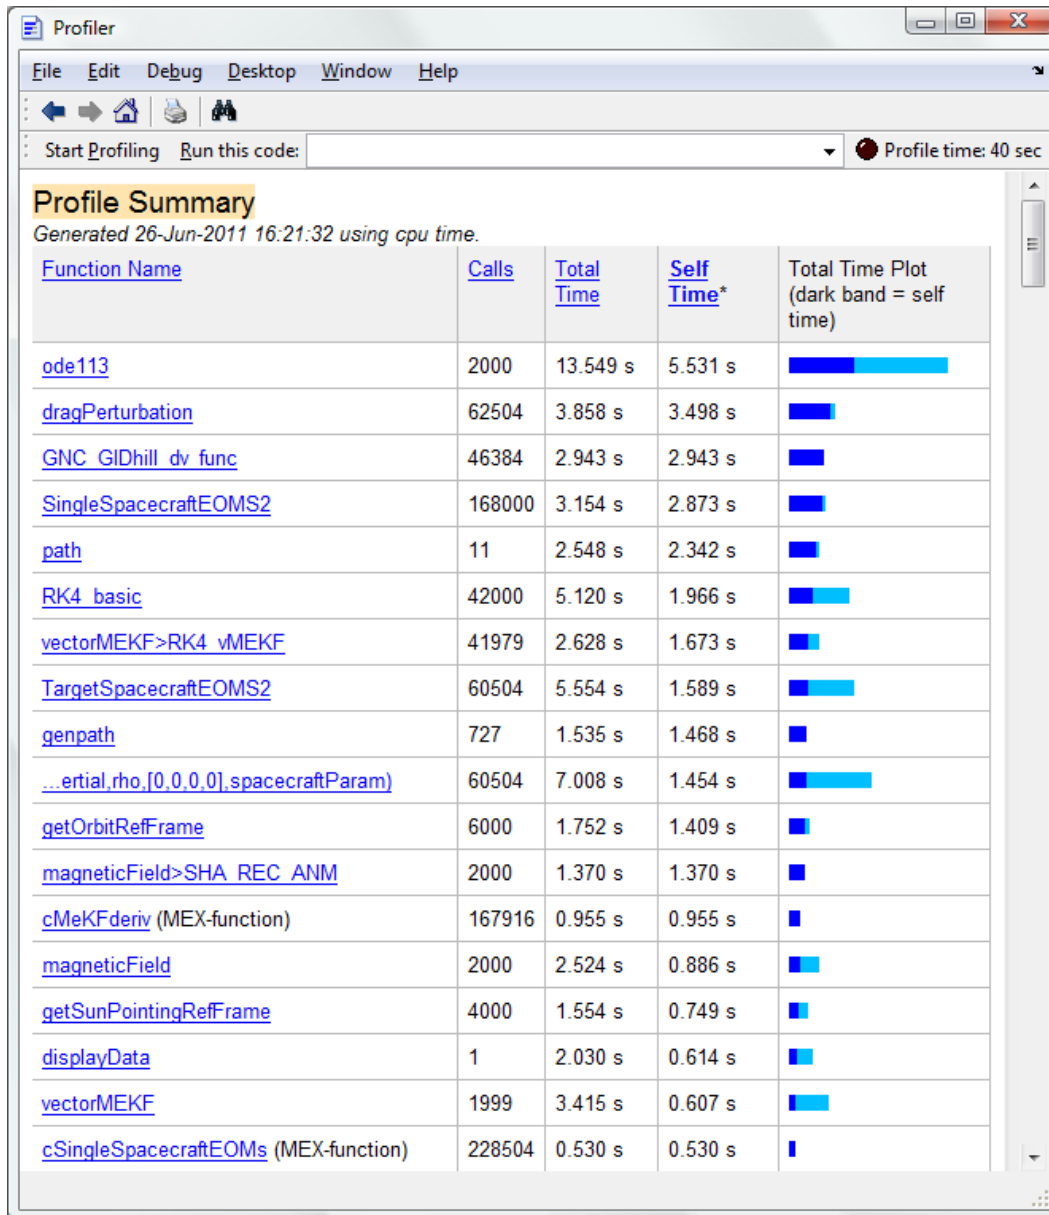 Profiler
File Edit Debug Desktop Window Help
Start Profiling Run this code: Profile time: 40 sec
Profile Summary
Generated 26-Jun-2011 16:21:32 using cpu time.
Function Name Calls Total Time Self Time* Total Time Plot (dark band = self time)
ode113 2000 13.549 s 5.531 s
dragPerturbation 62504 3.858 s 3.498 s
GNC_GIDhill_dv_func 46384 2.943 s 2.943 s
SingleSpacecraftEOMS2 168000 3.154 s 2.873 s
path 11 2.548 s 2.342 s
RK4_basic 42000 5.120 s 1.966 s
vectorMEKF>RK4_vMEKF 41979 2.628 s 1.673 s
TargetSpacecraftEOMS2 60504 5.554 s 1.589 s
genpath 727 1.535 s 1.468 s
...ertial,rho,[0,0,0,0],spacecraftParam) 60504 7.008 s 1.454 s
getOrbitRefFrame 6000 1.752 s 1.409 s
magneticField>SHA_REC_ANM 2000 1.370 s 1.370 s
cMeKFderiv (MEX-function) 167916 0.955 s 0.955 s
magneticField 2000 2.524 s 0.886 s
getSunPointingRefFrame 4000 1.554 s 0.749 s
displayData 1 2.030 s 0.614 s
vectorMEKF 1999 3.415 s 0.607 s
cSingleSpacecraftEOMs (MEX-function) 228504 0.530 s 0.530 s